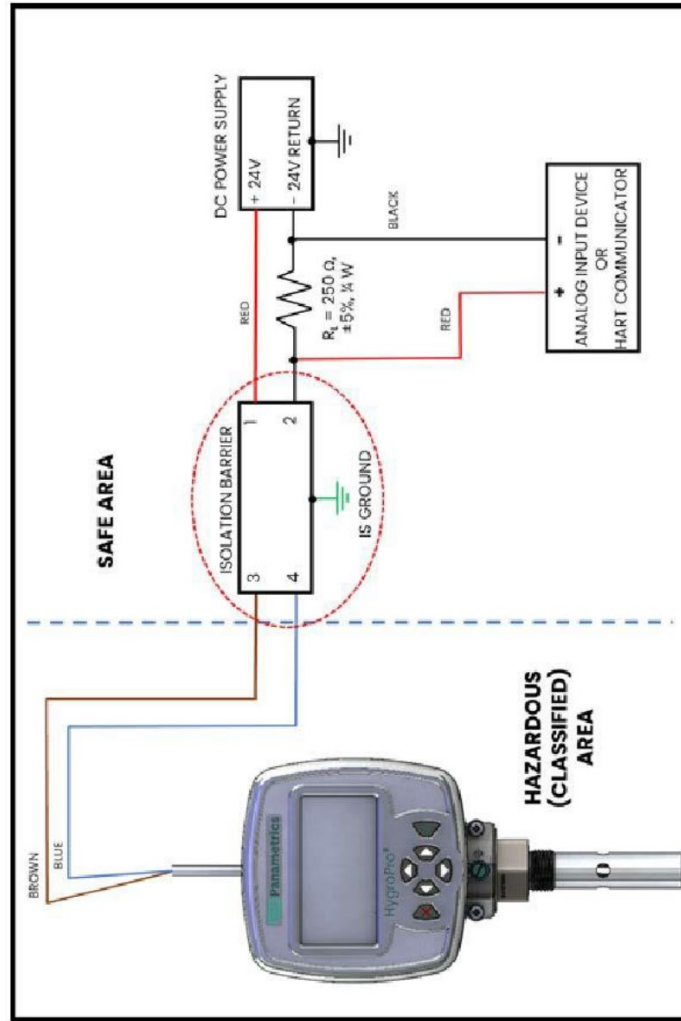 SAFE AREA
HAZARDOUS
(CLASSIFIED)
AREA
BROWN
BLUE
Panametrics
HygroPro®
ISOLATION BARRIER
3
4
1
2
IS GROUND
RED
R_L = 250 Ω,
±5%, ¼ W
DC POWER SUPPLY
+ 24V
- 24V RETURN
RED
BLACK
+
-
ANALOG INPUT DEVICE
OR
HART COMMUNICATOR